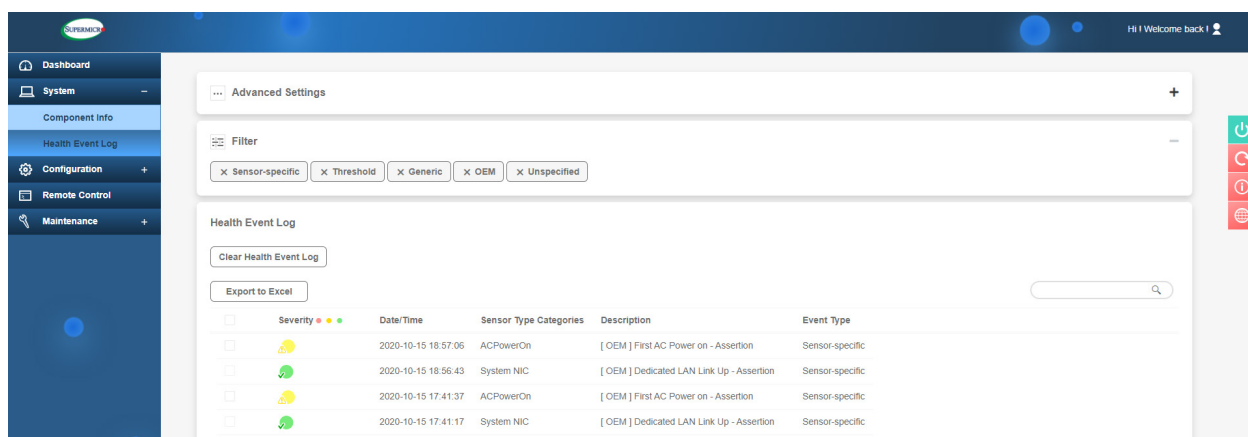 SUPERMICR
Hi ! Welcome back !
Dashboard
System −
Component Info
Health Event Log
Configuration +
Remote Control
Maintenance +
... Advanced Settings +
Filter −
× Sensor-specific × Threshold × Generic × OEM × Unspecified
Health Event Log
Clear Health Event Log
Export to Excel
Severity Date/Time Sensor Type Categories Description Event Type
2020-10-15 18:57:06 ACPowerOn [ OEM ] First AC Power on - Assertion Sensor-specific
2020-10-15 18:56:43 System NIC [ OEM ] Dedicated LAN Link Up - Assertion Sensor-specific
2020-10-15 17:41:37 ACPowerOn [ OEM ] First AC Power on - Assertion Sensor-specific
2020-10-15 17:41:17 System NIC [ OEM ] Dedicated LAN Link Up - Assertion Sensor-specific